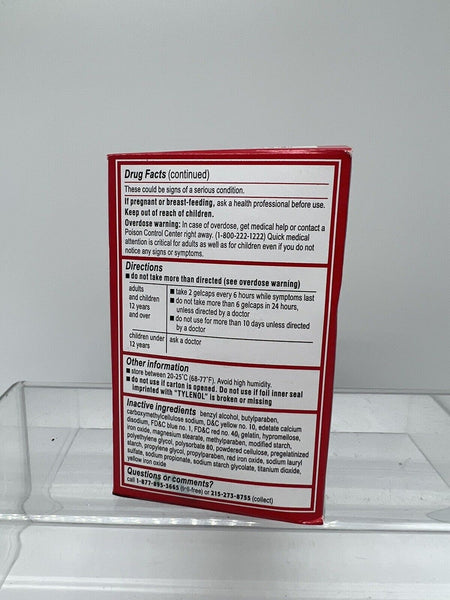 Drug Facts (continued)
These could be signs of a serious condition.
If pregnant or breast-feeding, ask a health professional before use.
Keep out of reach of children.
Overdose warning: In case of overdose, get medical help or contact a
Poison Control Center right away. (1-800-222-1222) Quick medical
attention is critical for adults as well as for children even if you do not
notice any signs or symptoms.
Directions
■ do not take more than directed (see overdose warning)
adults
and children
12 years
and over
■ take 2 gelcaps every 6 hours while symptoms last
■ do not take more than 6 gelcaps in 24 hours,
unless directed by a doctor
■ do not use for more than 10 days unless directed
by a doctor
children under
12 years
ask a doctor
Other information
■ store between 20-25°C (68-77°F). Avoid high humidity.
■ do not use if carton is opened. Do not use if foil inner seal
imprinted with "TYLENOL" is broken or missing
Inactive ingredients benzyl alcohol, butylparaben,
carboxymethylcellulose sodium, D&C yellow no. 10, edetate calcium
disodium, FD&C blue no. 1, FD&C red no. 40, gelatin, hypromellose,
iron oxide, magnesium stearate, methylparaben, modified starch,
polyethylene glycol, polysorbate 80, powdered cellulose, pregelatinized
starch, propylene glycol, propylparaben, red iron oxide, sodium lauryl
sulfate, sodium propionate, sodium starch glycolate, titanium dioxide,
yellow iron oxide
Questions or comments?
call 1-877-895-3665 (toll-free) or 215-273-8755 (collect)